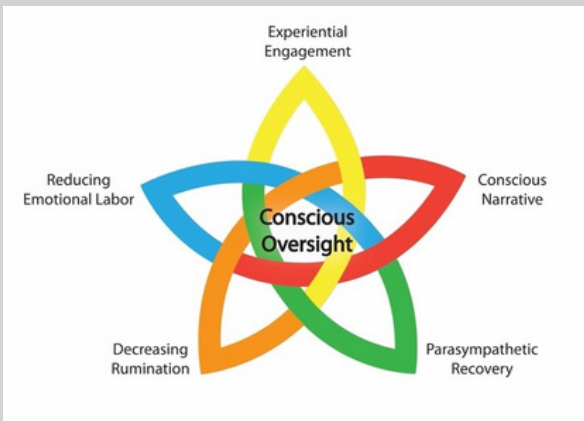 Experiential
Engagement
Reducing
Emotional Labor
Conscious
Narrative
Conscious
Oversight
Decreasing
Rumination
Parasympathetic
Recovery